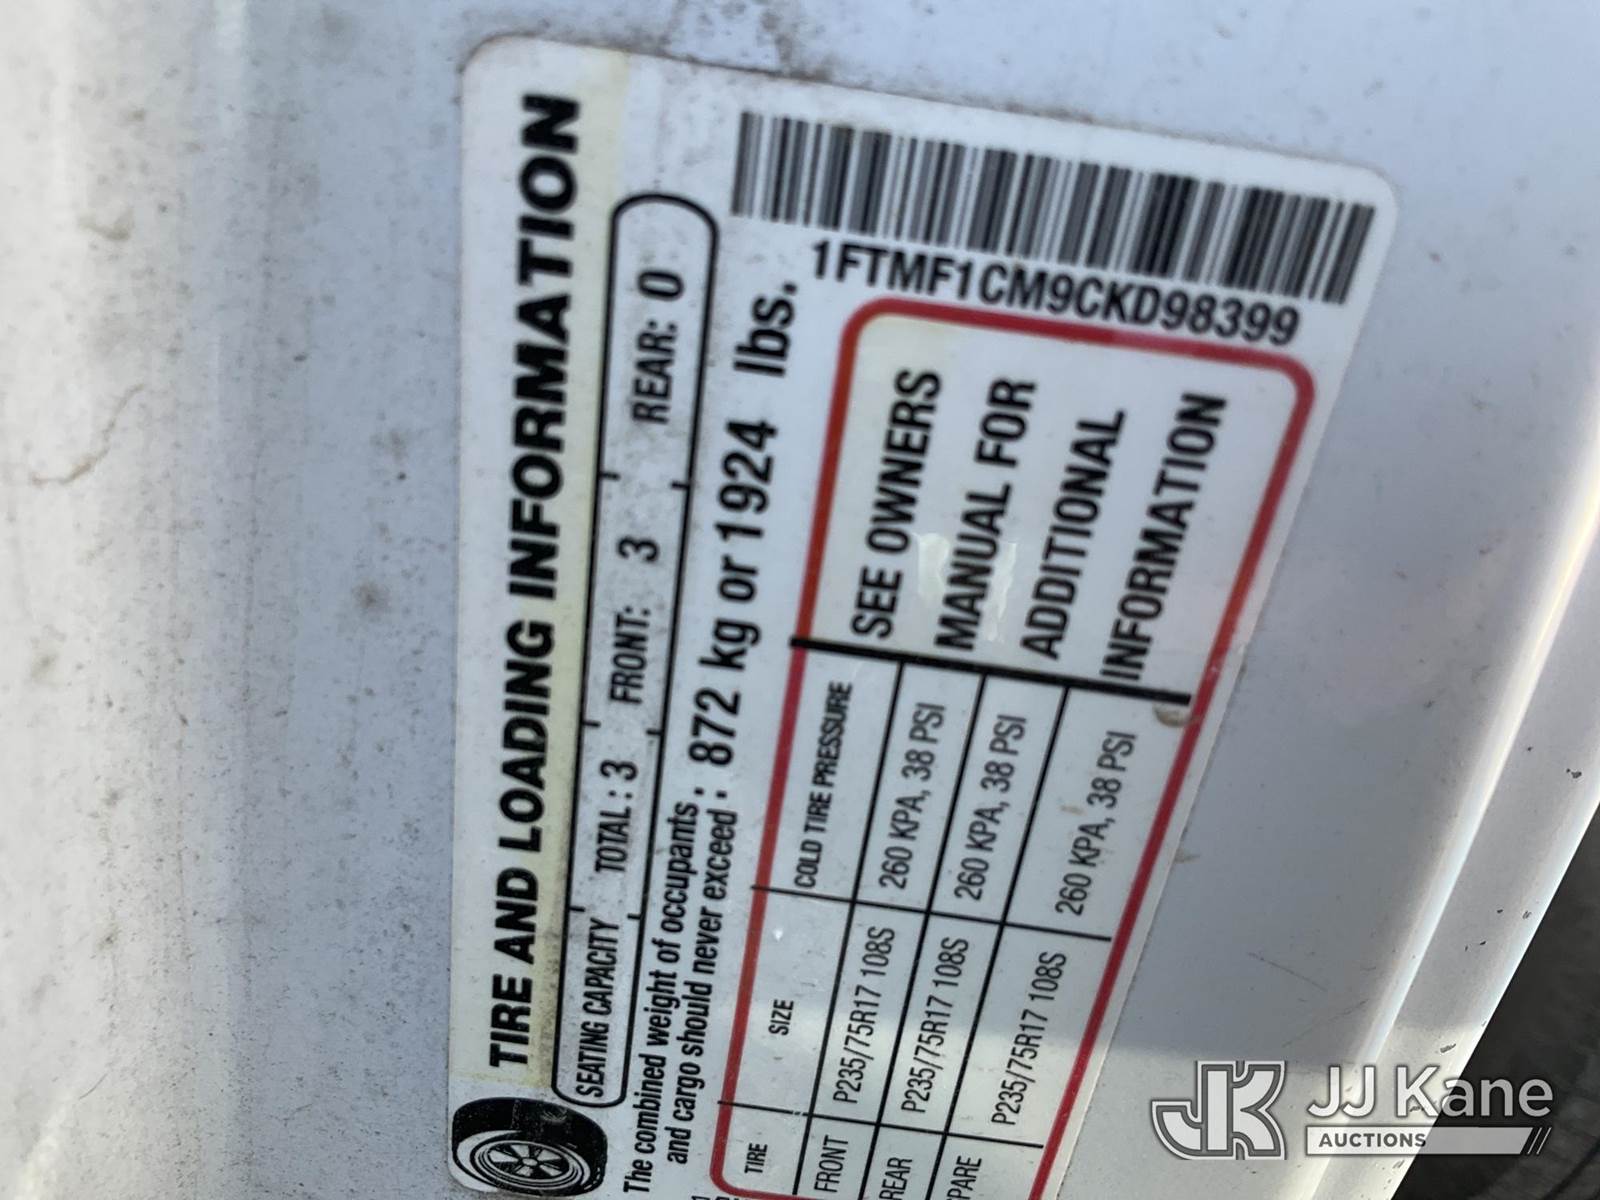 TIRE AND LOADING INFORMATION
SEATING CAPACITY TOTAL: 3 FRONT: 3 REAR: 0
The combined weight of occupants
and cargo should never exceed : 872 kg or 1924 lbs.
1FTMF1CM9CKD98399
TIRE SIZE COLD TIRE PRESSURE
FRONT P235/75R17 108S 260 KPA, 38 PSI
REAR P235/75R17 108S 260 KPA, 38 PSI
PARE P235/75R17 108S 260 KPA, 38 PSI
SEE OWNERS
MANUAL FOR
ADDITIONAL
INFORMATION
JK JJ Kane
AUCTIONS